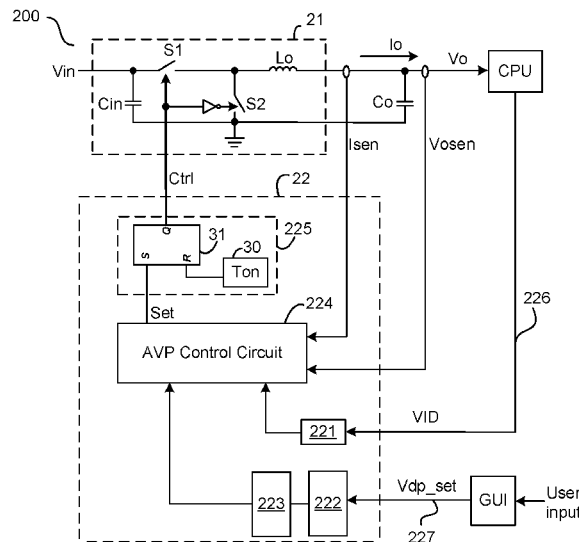 200
21
S1
Lo
Io
Vo
Vin
CPU
Cin
S2
Co
Isen
Vosen
Ctrl
22
Q
31
225
30
S
R
Ton
Set
224
226
AVP Control Circuit
221
VID
223
222
Vdp_set
GUI
User
input
227